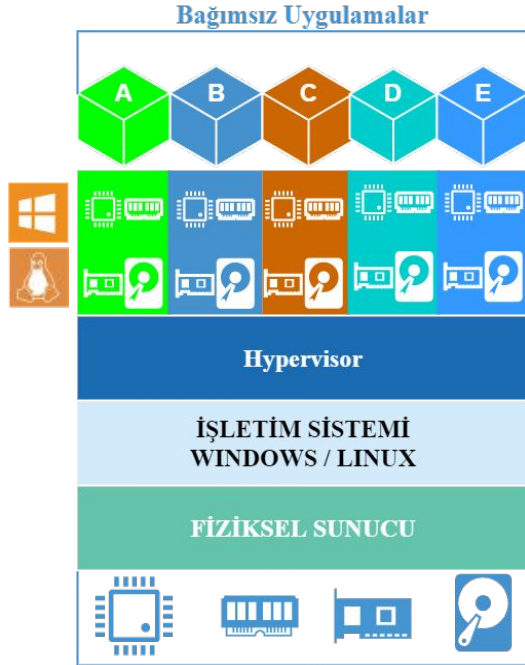 Bağımsız Uygulamalar
A B C D E
Hypervisor
İŞLETİM SİSTEMİ
WINDOWS / LINUX
FİZİKSEL SUNUCU